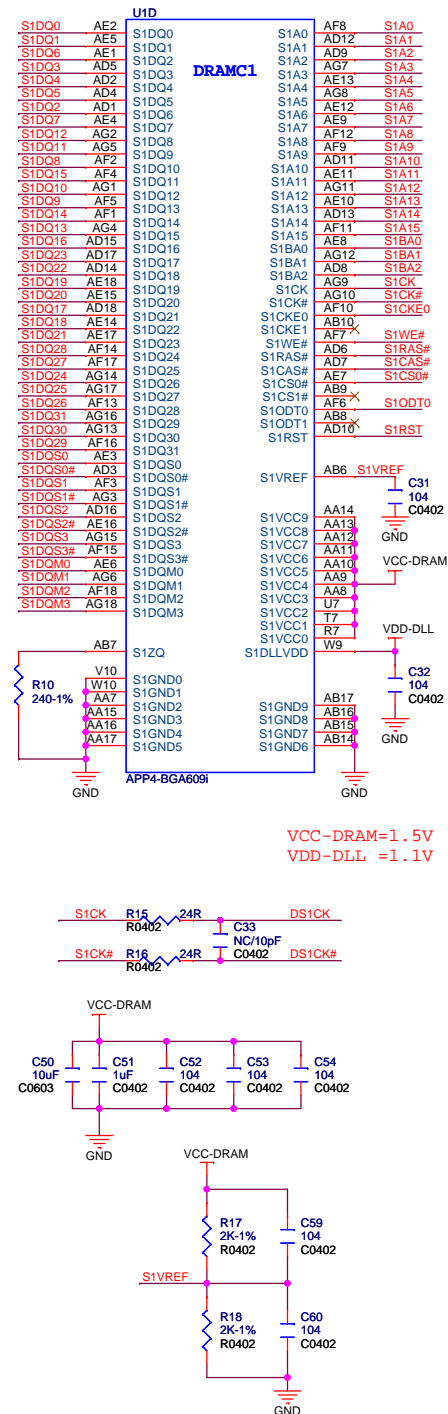 U1D
DRAMC1
S1DQ0 AE2 S1DQ0 S1A0 AF8 S1A0
S1DQ1 AE5 S1DQ1 S1A1 AD12 S1A1
S1DQ6 AE1 S1DQ2 S1A2 AD9 S1A2
S1DQ3 AD5 S1DQ3 S1A3 AG7 S1A3
S1DQ4 AD2 S1DQ4 S1A4 AE13 S1A4
S1DQ5 AD4 S1DQ5 S1A5 AG8 S1A5
S1DQ2 AD1 S1DQ6 S1A6 AE12 S1A6
S1DQ7 AE4 S1DQ7 S1A7 AE9 S1A7
S1DQ12 AG2 S1DQ8 S1A8 AF12 S1A8
S1DQ11 AG5 S1DQ9 S1A9 AF9 S1A9
S1DQ8 AF2 S1DQ10 S1A10 AD11 S1A10
S1DQ15 AF4 S1DQ11 S1A11 AE11 S1A11
S1DQ10 AG1 S1DQ12 S1A12 AG11 S1A12
S1DQ9 AF5 S1DQ13 S1A13 AE10 S1A13
S1DQ14 AF1 S1DQ14 S1A14 AD13 S1A14
S1DQ13 AG4 S1DQ15 S1A15 AF11 S1A15
S1DQ16 AD15 S1DQ16 S1BA0 AE8 S1BA0
S1DQ23 AD17 S1DQ17 S1BA1 AG12 S1BA1
S1DQ22 AD14 S1DQ18 S1BA2 AD8 S1BA2
S1DQ19 AE18 S1DQ19 S1CK AG9 S1CK
S1DQ20 AE15 S1DQ20 S1CK# AG10 S1CK#
S1DQ17 AD18 S1DQ21 S1CKE0 AF10 S1CKE0
S1DQ18 AE14 S1DQ22 S1CKE1 AB10
S1DQ21 AE17 S1DQ23 S1WE# AF7 S1WE#
S1DQ28 AF14 S1DQ24 S1RAS# AD6 S1RAS#
S1DQ27 AF17 S1DQ25 S1CAS# AD7 S1CAS#
S1DQ24 AG14 S1DQ26 S1CS0# AE7 S1CS0#
S1DQ25 AG17 S1DQ27 S1CS1# AB9
S1DQ26 AF13 S1DQ28 S1ODT0 AF6 S1ODT0
S1DQ31 AG16 S1DQ29 S1ODT1 AB8
S1DQ30 AG13 S1DQ30 S1RST AD10 S1RST
S1DQ29 AF16 S1DQ31
S1DQS0 AE3 S1DQS0
S1DQS0# AD3 S1DQS0# S1VREF AB6 S1VREF
S1DQS1 AF3 S1DQS1 C31
S1DQS1# AG3 S1DQS1# 104
S1DQS2 AD16 S1DQS2 S1VCC9 AA14 C0402
S1DQS2# AE16 S1DQS2# S1VCC8 AA13 GND
S1DQS3 AG15 S1DQS3 S1VCC7 AA12
S1DQS3# AF15 S1DQS3# S1VCC6 AA11
S1DQM0 AE6 S1DQM0 S1VCC5 AA10 VCC-DRAM
S1DQM1 AG6 S1DQM1 S1VCC4 AA9
S1DQM2 AF18 S1DQM2 S1VCC3 AA8
S1DQM3 AG18 S1DQM3 S1VCC2 U7
S1VCC1 T7
S1VCC0 R7 VDD-DLL
AB7 S1ZQ S1DLLVDD W9
C32
104
C0402
GND
R10
240-1%
V10 S1GND0
W10 S1GND1
AA7 S1GND2 S1GND9 AB17
AA15 S1GND3 S1GND8 AB16
AA16 S1GND4 S1GND7 AB15
AA17 S1GND5 S1GND6 AB14
GND APP4-BGA609i GND
VCC-DRAM=1.5V
VDD-DLL =1.1V
S1CK R15 24R DS1CK
R0402
C33
NC/10pF
C0402
S1CK# R16 24R DS1CK#
R0402
VCC-DRAM
C50 C51 C52 C53 C54
10uF 1uF 104 104 104
C0603 C0402 C0402 C0402 C0402
GND
VCC-DRAM
R17 C59
2K-1% 104
R0402 C0402
S1VREF
R18 C60
2K-1% 104
R0402 C0402
GND